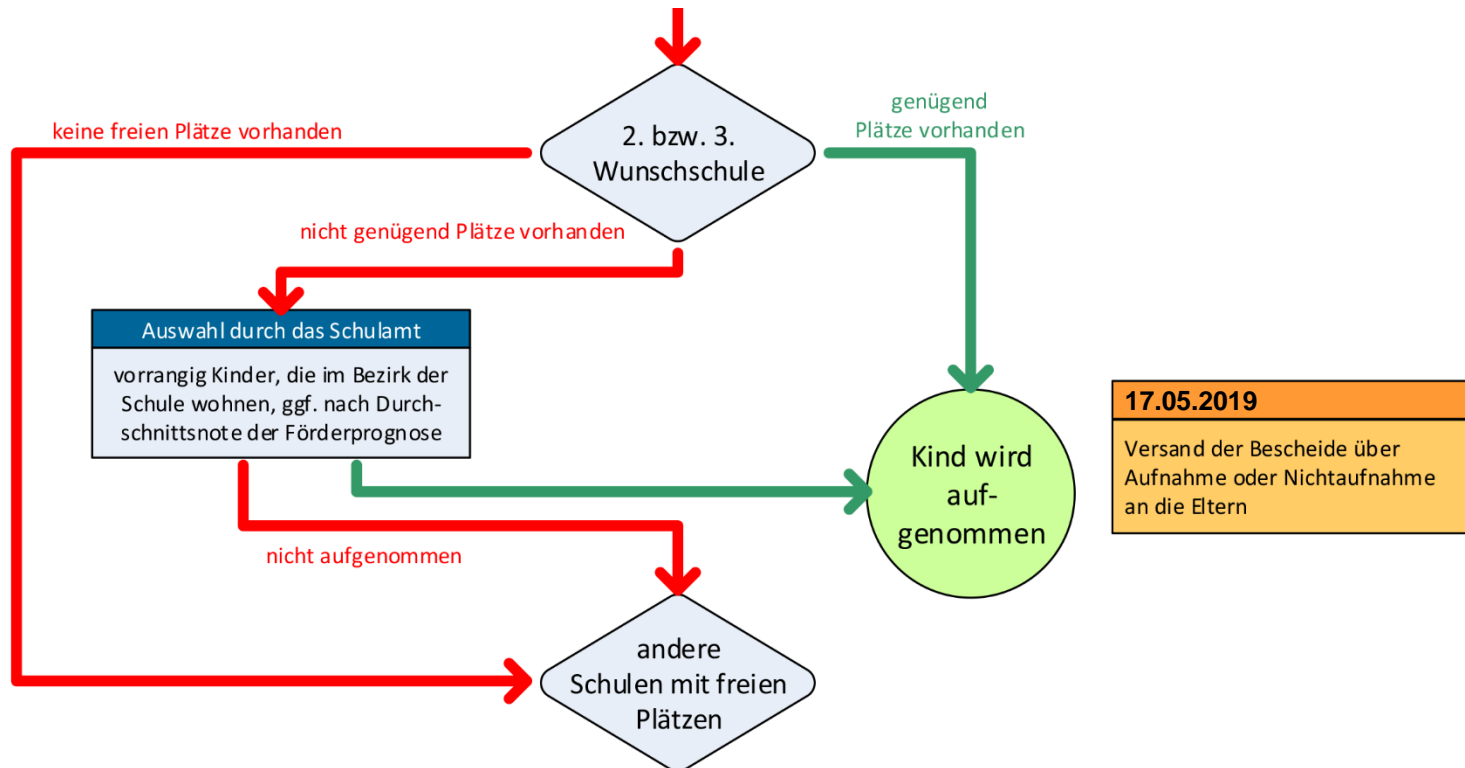 genügend
Plätze vorhanden
keine freien Plätze vorhanden
2. bzw. 3.
Wunschschule
nicht genügend Plätze vorhanden
Auswahl durch das Schulamt
vorrangig Kinder, die im Bezirk der
Schule wohnen, ggf. nach Durch-
schnittsnote der Förderprognose
Kind wird
auf-
genommen
17.05.2019
Versand der Bescheide über
Aufnahme oder Nichtaufnahme
an die Eltern
nicht aufgenommen
andere
Schulen mit freien
Plätzen